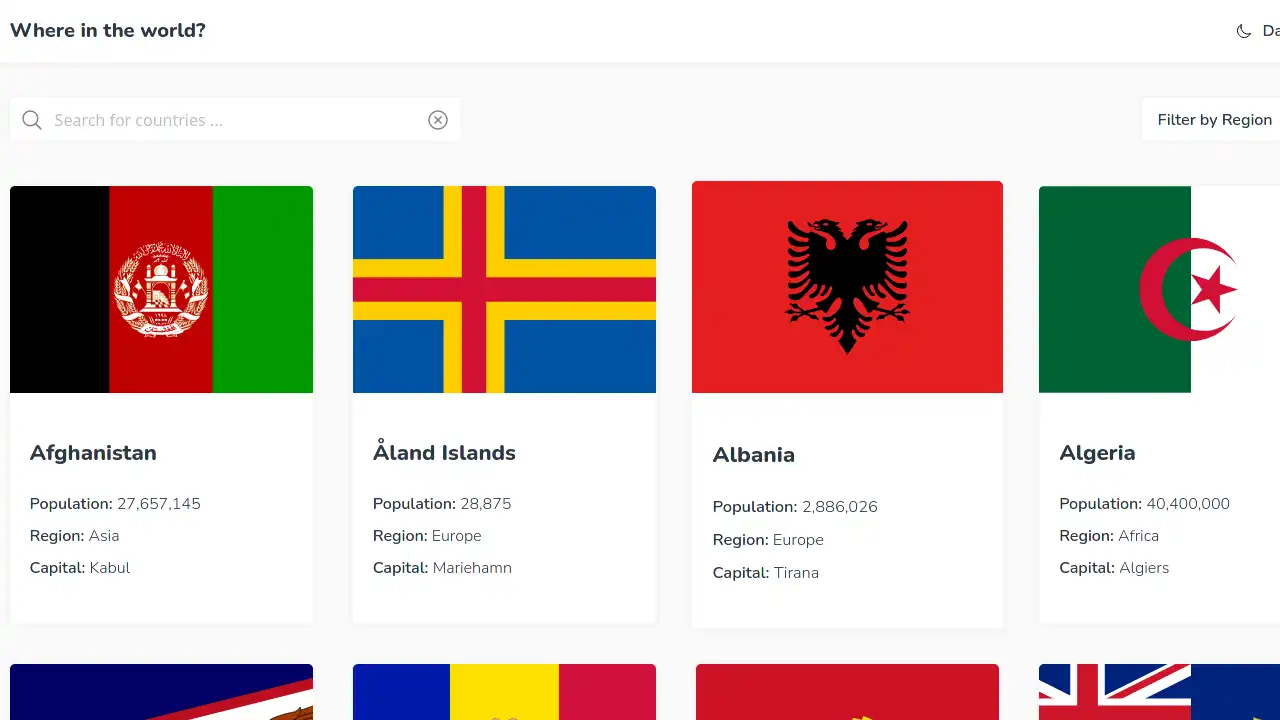 Where in the world?
Da
Search for countries ...
Filter by Region
Afghanistan
Population: 27,657,145
Region: Asia
Capital: Kabul
Åland Islands
Population: 28,875
Region: Europe
Capital: Mariehamn
Albania
Population: 2,886,026
Region: Europe
Capital: Tirana
Algeria
Population: 40,400,000
Region: Africa
Capital: Algiers